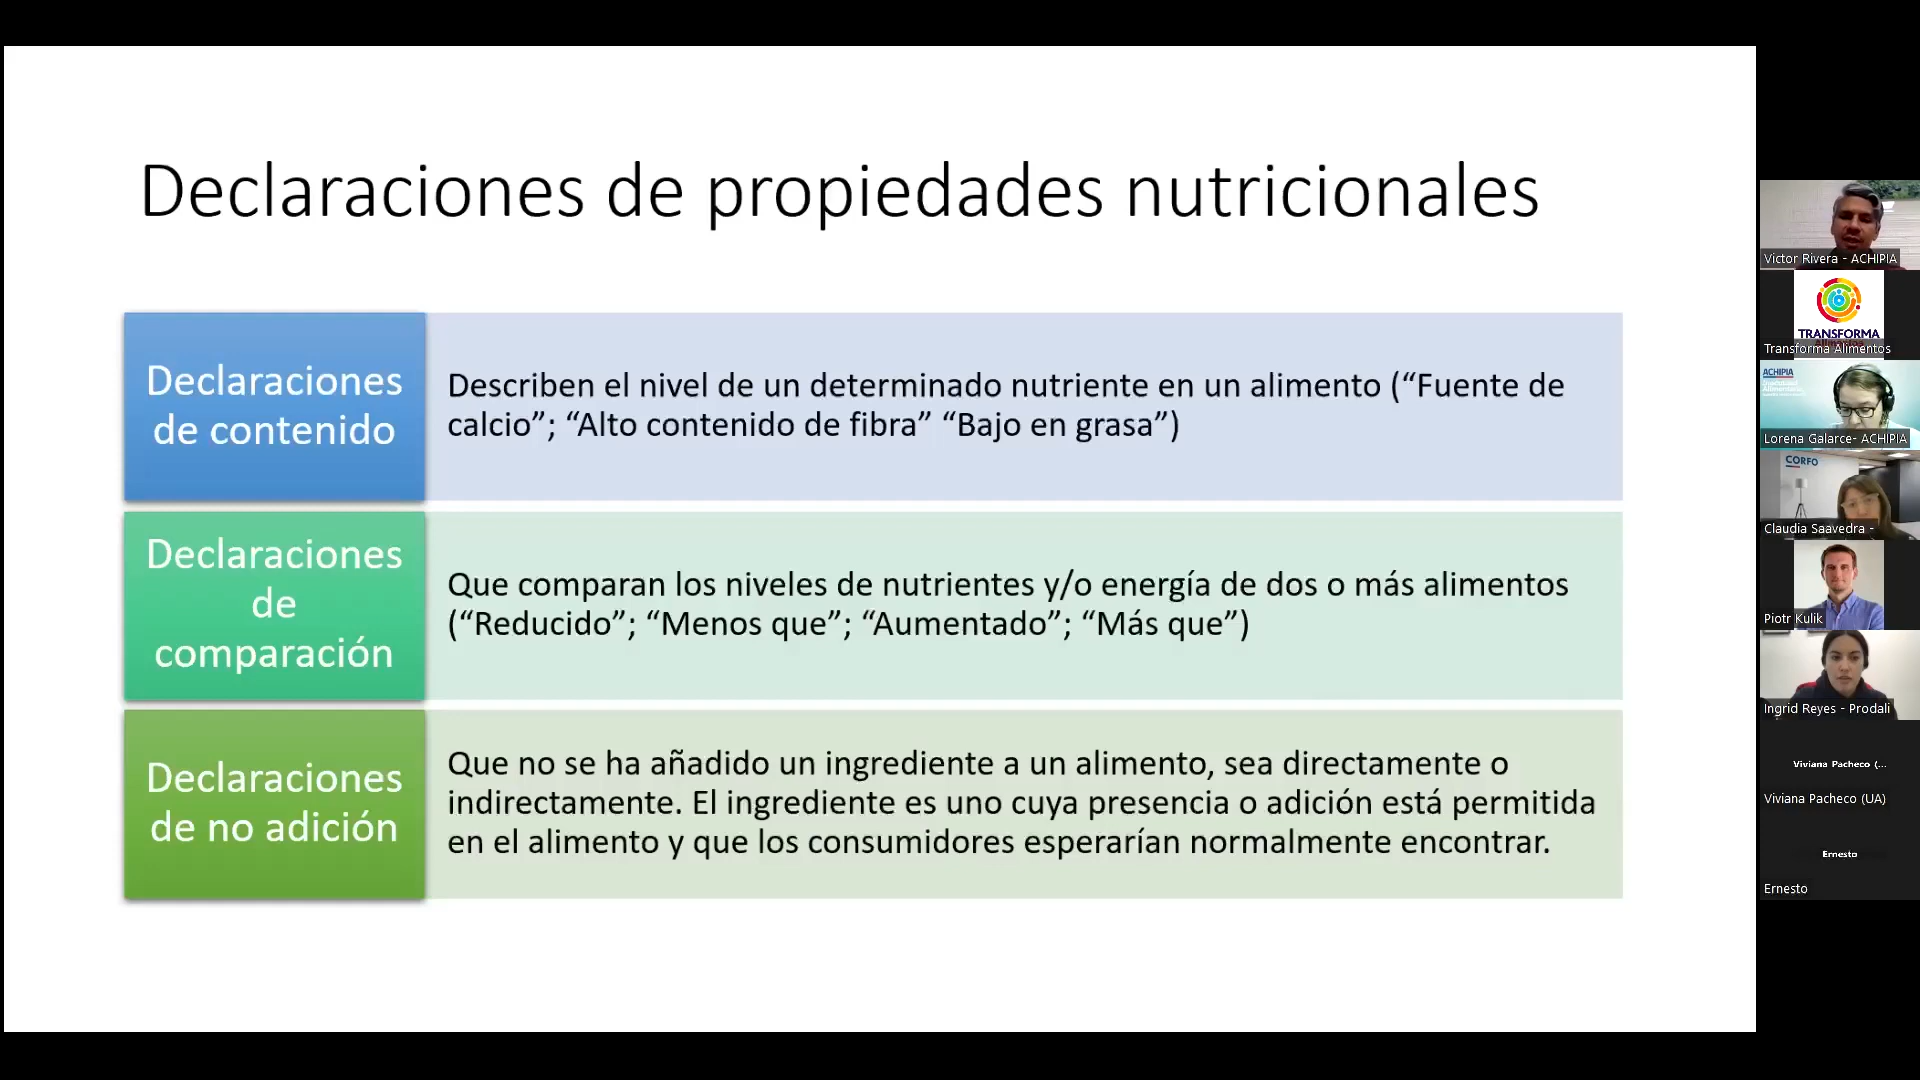 Declaraciones de propiedades nutricionales
Declaraciones
de contenido
Describen el nivel de un determinado nutriente en un alimento (“Fuente de
calcio”; “Alto contenido de fibra” “Bajo en grasa”)
Declaraciones
de
comparación
Que comparan los niveles de nutrientes y/o energía de dos o más alimentos
(“Reducido”; “Menos que”; “Aumentado”; “Más que”)
Declaraciones
de no adición
Que no se ha añadido un ingrediente a un alimento, sea directamente o
indirectamente. El ingrediente es uno cuya presencia o adición está permitida
en el alimento y que los consumidores esperarían normalmente encontrar.
Victor Rivera - ACHIPIA
TRANSFORMA
Transforma Alimentos
ACHIPIA
Lorena Galarce- ACHIPIA
CORFO
Claudia Saavedra -
Piotr Kulik
Ingrid Reyes - Prodali
Viviana Pacheco (...
Viviana Pacheco (UA)
Ernesto
Ernesto